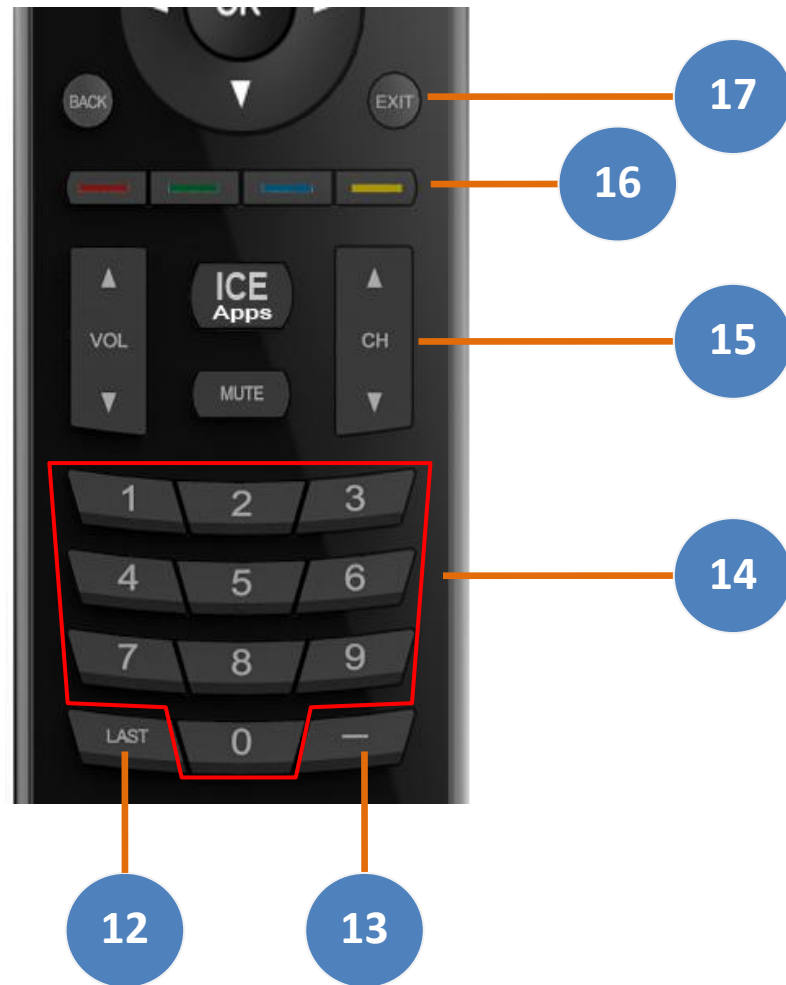 OK
BACK
EXIT
17
16
ICE
Apps
VOL
CH
15
MUTE
1 2 3
4 5 6
14
7 8 9
LAST 0 —
12 13